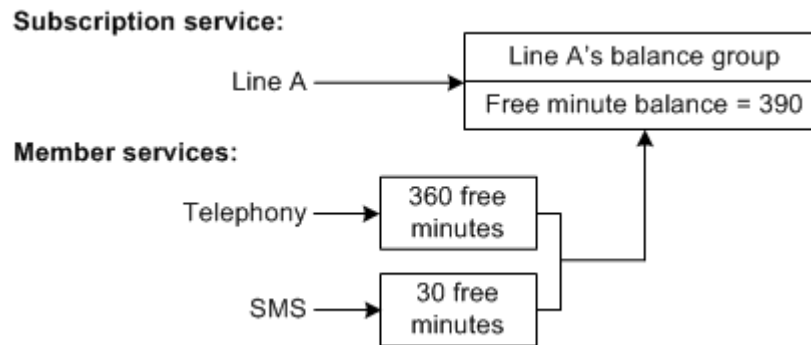 Subscription service:
Line A's balance group
Line A
Free minute balance = 390
Member services:
Telephony
360 free
minutes
SMS
30 free
minutes